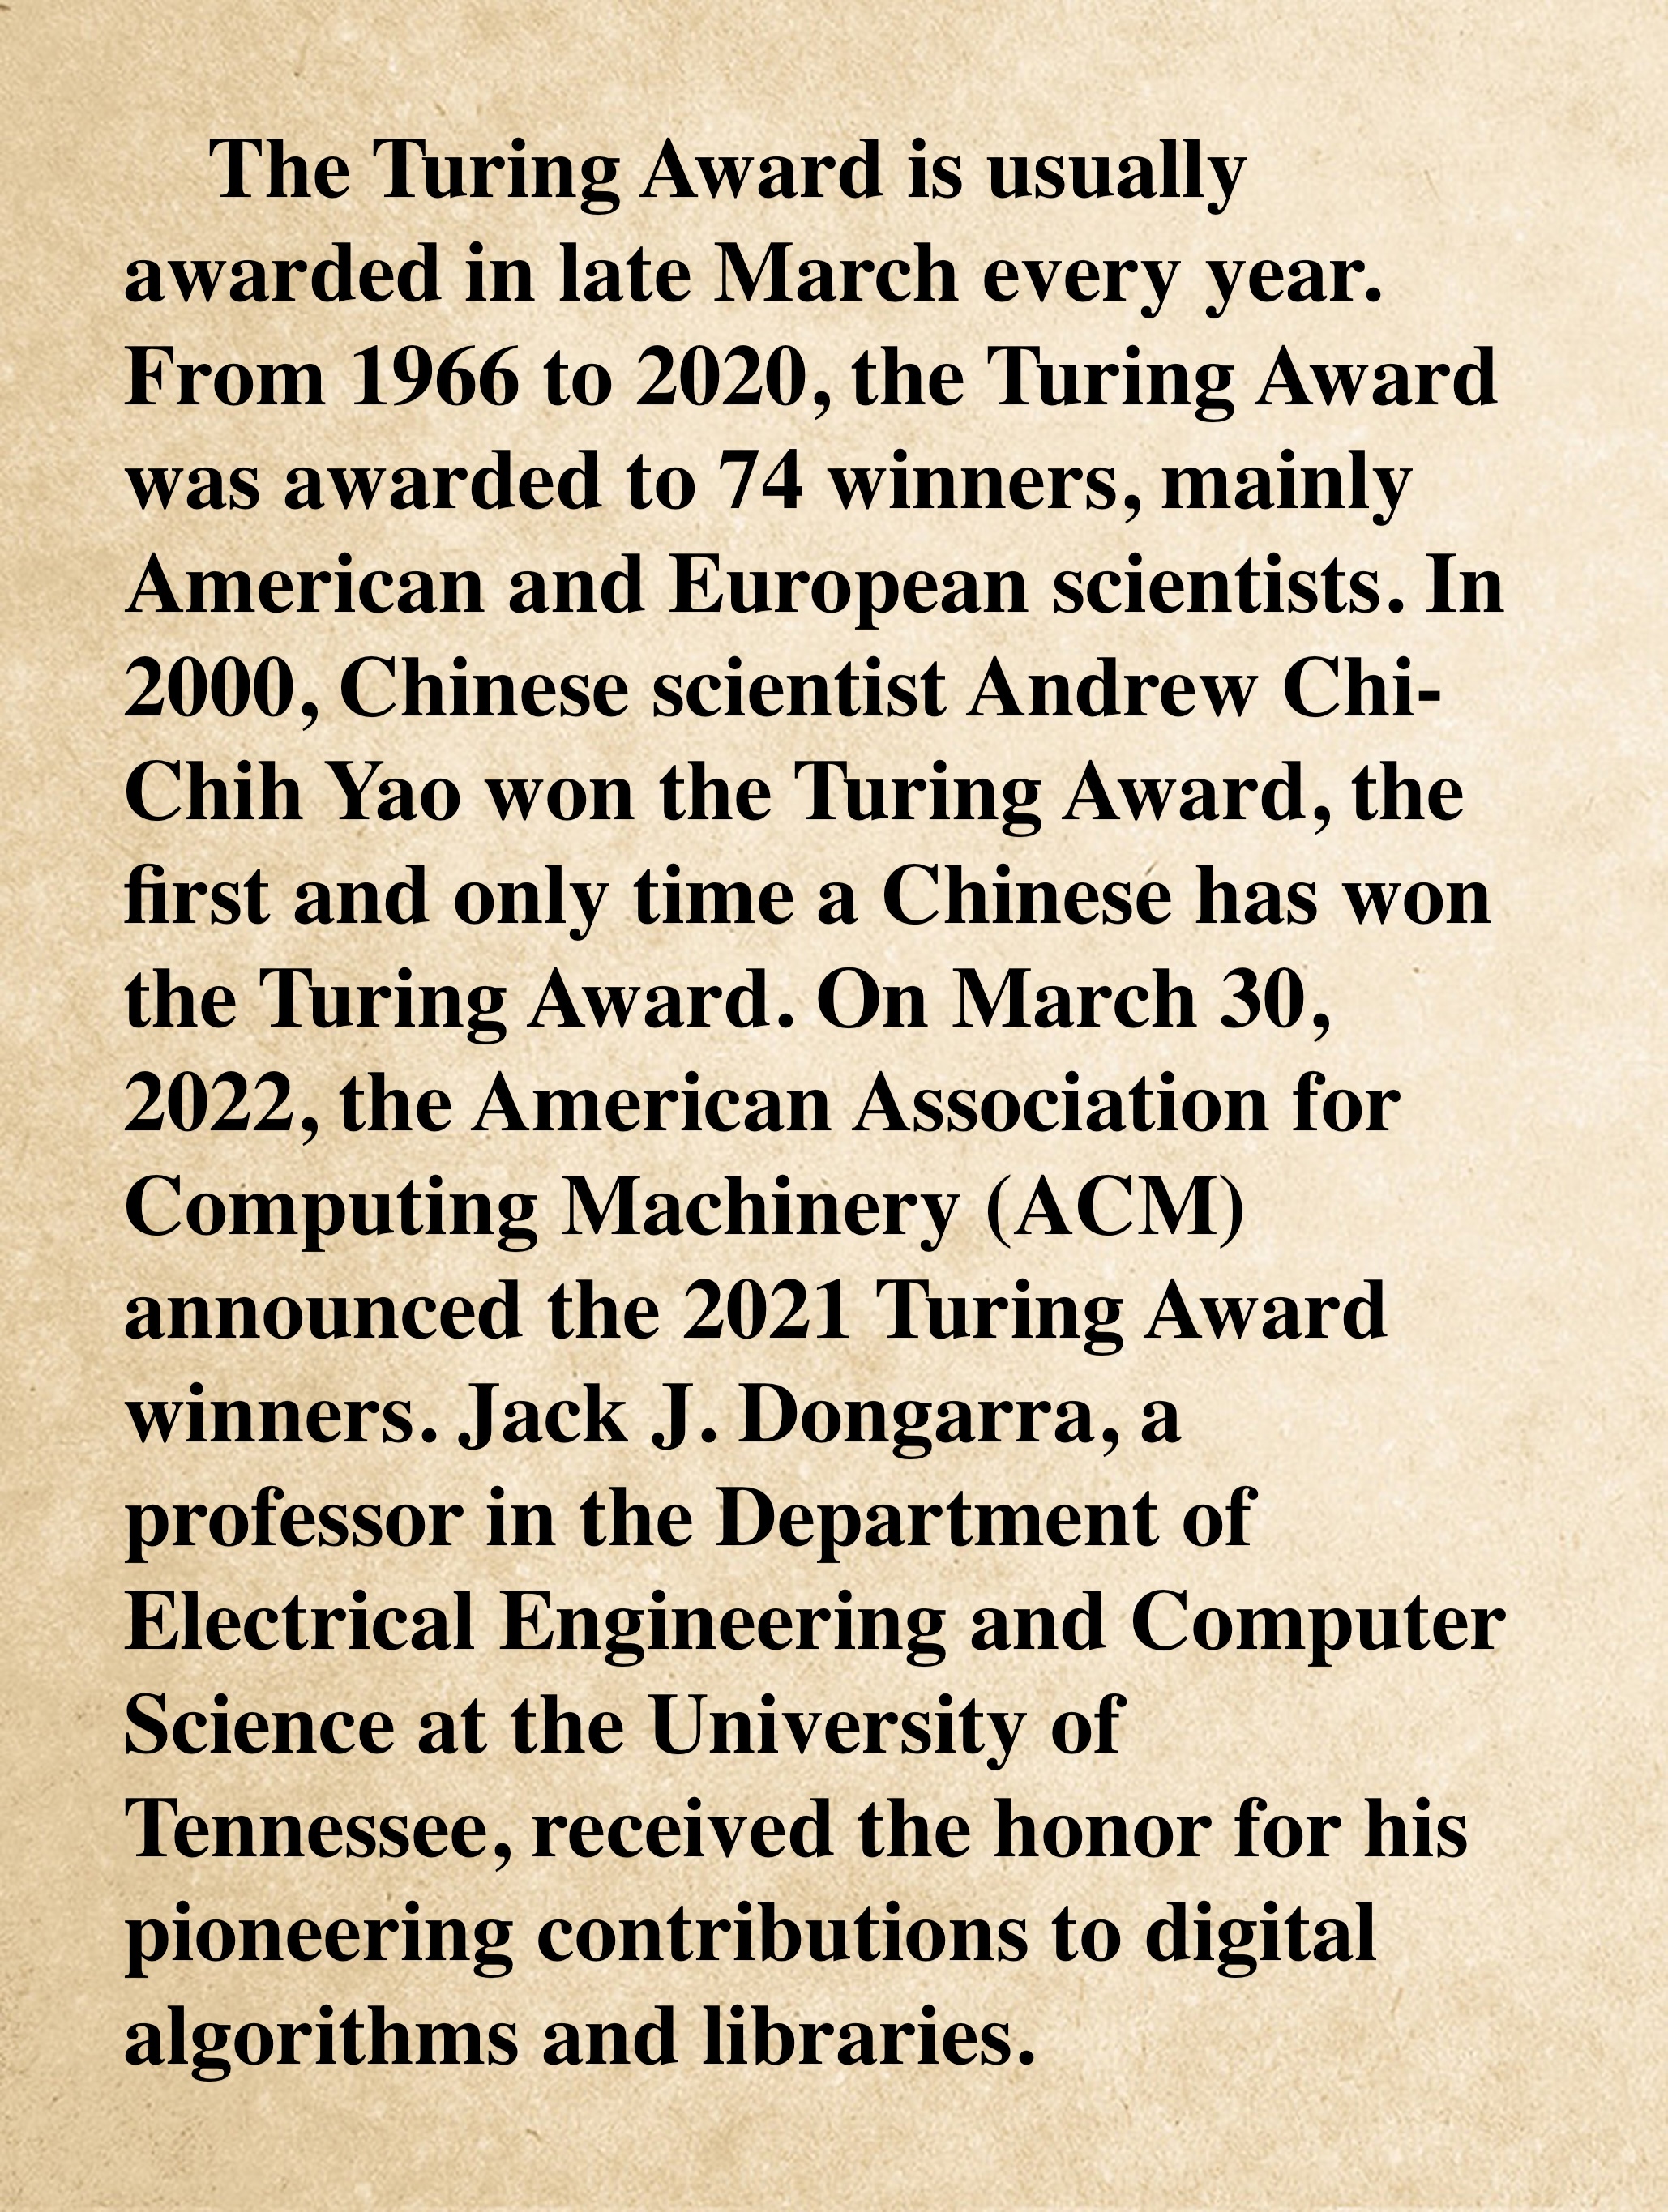 The Turing Award is usually
awarded in late March every year.
From 1966 to 2020, the Turing Award
was awarded to 74 winners, mainly
American and European scientists. In
2000, Chinese scientist Andrew Chi-
Chih Yao won the Turing Award, the
first and only time a Chinese has won
the Turing Award. On March 30,
2022, the American Association for
Computing Machinery (ACM)
announced the 2021 Turing Award
winners. Jack J. Dongarra, a
professor in the Department of
Electrical Engineering and Computer
Science at the University of
Tennessee, received the honor for his
pioneering contributions to digital
algorithms and libraries.